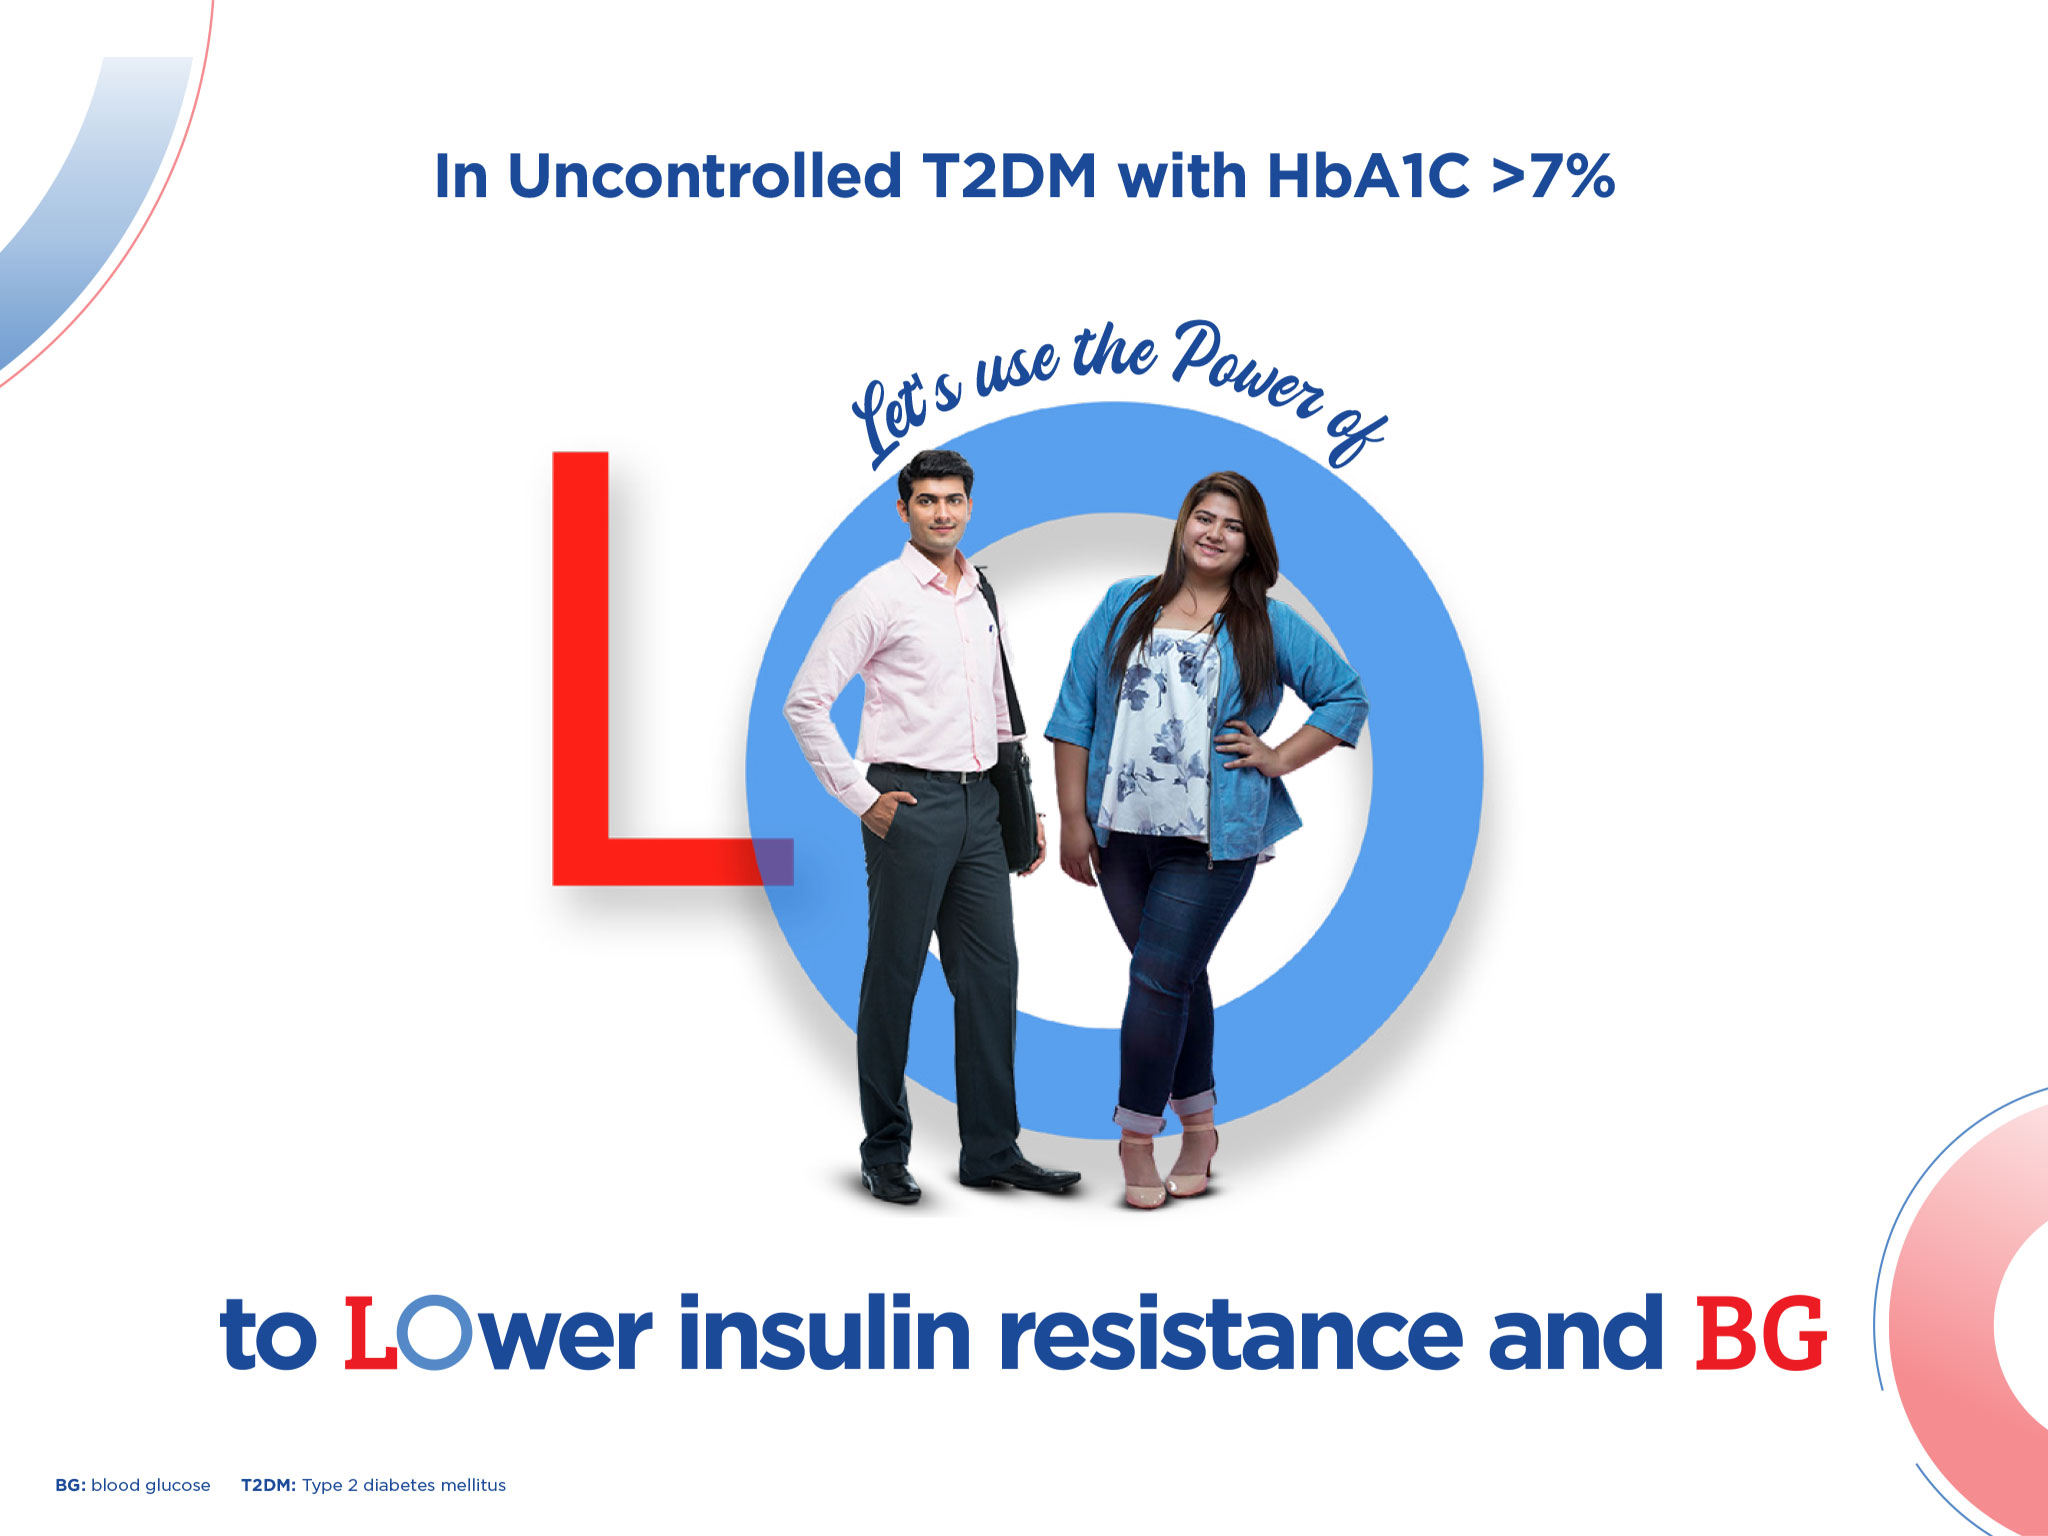 In Uncontrolled T2DM with HbA1C >7%
Let's use the Power of
LO
to LOwer insulin resistance and BG
BG: blood glucose T2DM: Type 2 diabetes mellitus